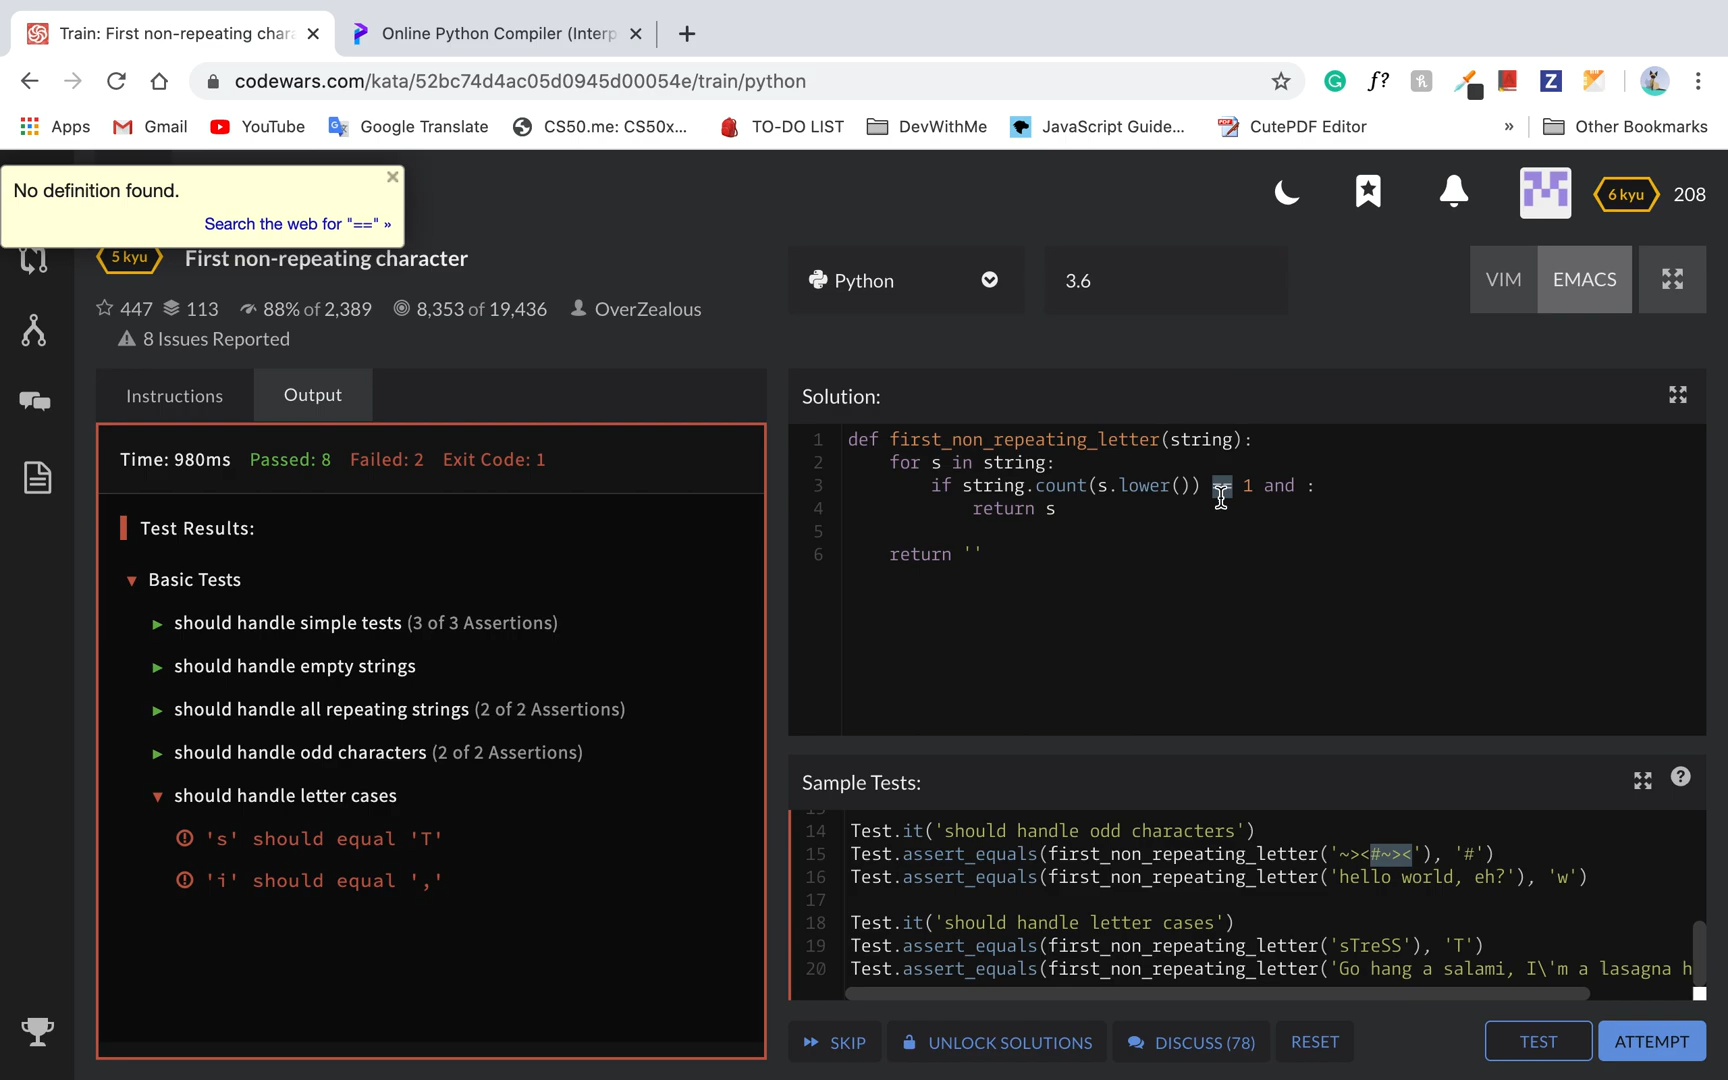 Train: First non-repeating chara
Online Python Compiler (Interp
codewars.com/kata/52bc74d4ac05d0945d00054e/train/python
f?
Z
Apps
Gmail
YouTube
Google Translate
CS50.me: CS50x...
TO-DO LIST
DevWithMe
JavaScript Guide...
CutePDF Editor
»
Other Bookmarks
No definition found.
Search the web for "==" »
6 kyu
208
5 kyu
First non-repeating character
447
113
88% of 2,389
8,353 of 19,436
OverZealous
8 Issues Reported
Python
3.6
VIM
EMACS
Instructions
Output
Time: 980ms Passed: 8 Failed: 2 Exit Code: 1
Test Results:
Basic Tests
should handle simple tests (3 of 3 Assertions)
should handle empty strings
should handle all repeating strings (2 of 2 Assertions)
should handle odd characters (2 of 2 Assertions)
should handle letter cases
's' should equal 'T'
'i' should equal ','
Solution:
1 def first_non_repeating_letter(string):
2 for s in string:
3 if string.count(s.lower()) == 1 and :
4 return s
5
6 return ''
Sample Tests:
14 Test.it('should handle odd characters')
15 Test.assert_equals(first_non_repeating_letter('~><#~><'), '#')
16 Test.assert_equals(first_non_repeating_letter('hello world, eh?'), 'w')
17
18 Test.it('should handle letter cases')
19 Test.assert_equals(first_non_repeating_letter('sTreSS'), 'T')
20 Test.assert_equals(first_non_repeating_letter('Go hang a salami, I\'m a lasagna h
SKIP
UNLOCK SOLUTIONS
DISCUSS (78)
RESET
TEST
ATTEMPT